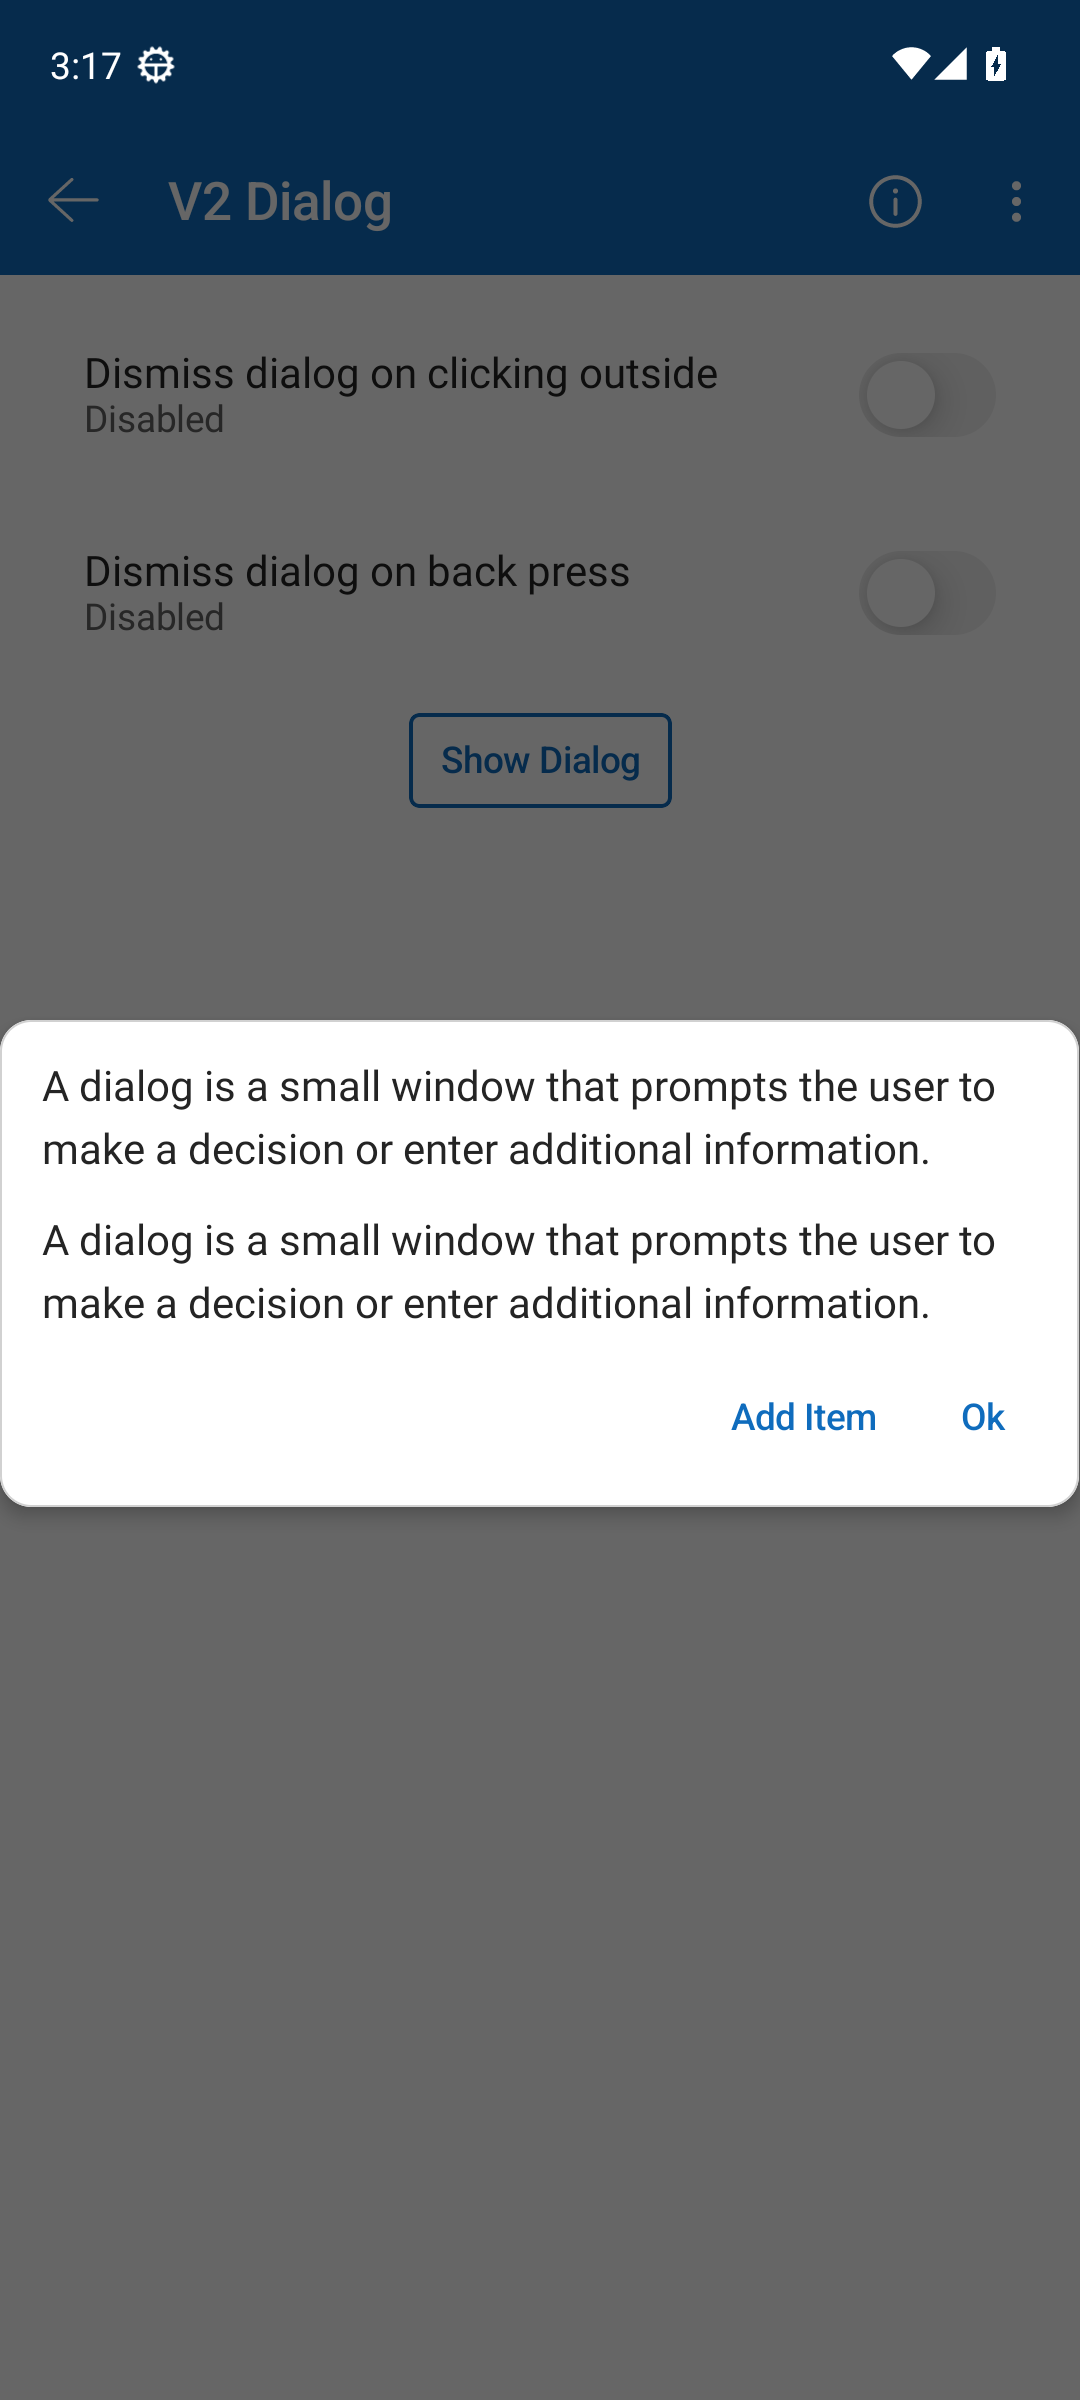 3:17
V2 Dialog
Dismiss dialog on clicking outside
Disabled
Dismiss dialog on back press
Disabled
Show Dialog
A dialog is a small window that prompts the user to
make a decision or enter additional information.
A dialog is a small window that prompts the user to
make a decision or enter additional information.
Add Item
Ok